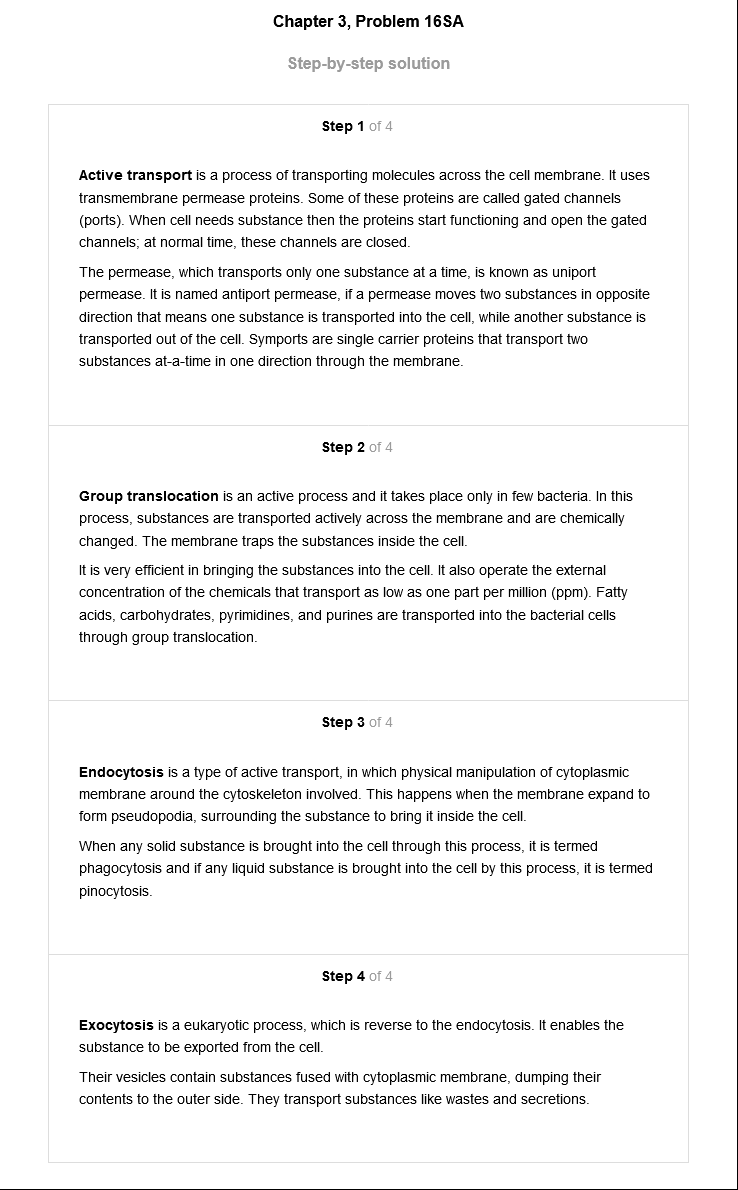 Chapter 3, Problem 16SA
Step-by-step solution
Step 1 of 4
Active transport is a process of transporting molecules across the cell membrane. It uses
transmembrane permease proteins. Some of these proteins are called gated channels
(ports). When cell needs substance then the proteins start functioning and open the gated
channels; at normal time, these channels are closed.
The permease, which transports only one substance at a time, is known as uniport
permease. It is named antiport permease, if a permease moves two substances in opposite
direction that means one substance is transported into the cell, while another substance is
transported out of the cell. Symports are single carrier proteins that transport two
substances at-a-time in one direction through the membrane.
Step 2 of 4
Group translocation is an active process and it takes place only in few bacteria. In this
process, substances are transported actively across the membrane and are chemically
changed. The membrane traps the substances inside the cell.
It is very efficient in bringing the substances into the cell. It also operate the external
concentration of the chemicals that transport as low as one part per million (ppm). Fatty
acids, carbohydrates, pyrimidines, and purines are transported into the bacterial cells
through group translocation.
Step 3 of 4
Endocytosis is a type of active transport, in which physical manipulation of cytoplasmic
membrane around the cytoskeleton involved. This happens when the membrane expand to
form pseudopodia, surrounding the substance to bring it inside the cell.
When any solid substance is brought into the cell through this process, it is termed
phagocytosis and if any liquid substance is brought into the cell by this process, it is termed
pinocytosis.
Step 4 of 4
Exocytosis is a eukaryotic process, which is reverse to the endocytosis. It enables the
substance to be exported from the cell.
Their vesicles contain substances fused with cytoplasmic membrane, dumping their
contents to the outer side. They transport substances like wastes and secretions.